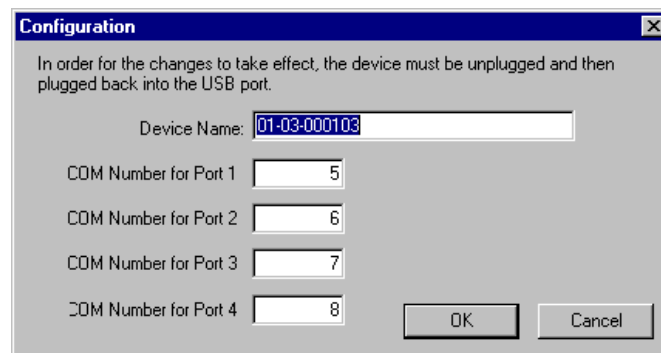 Configuration
In order for the changes to take effect, the device must be unplugged and then
plugged back into the USB port.
Device Name: 01-03-000103
COM Number for Port 1 5
COM Number for Port 2 6
COM Number for Port 3 7
COM Number for Port 4 8
OK Cancel